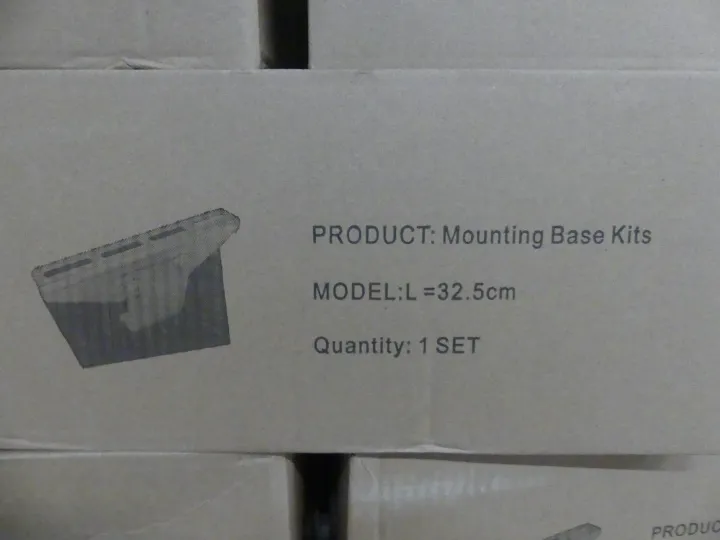 PRODUCT: Mounting Base Kits
MODEL:L =32.5cm
Quantity: 1 SET
PRODUC